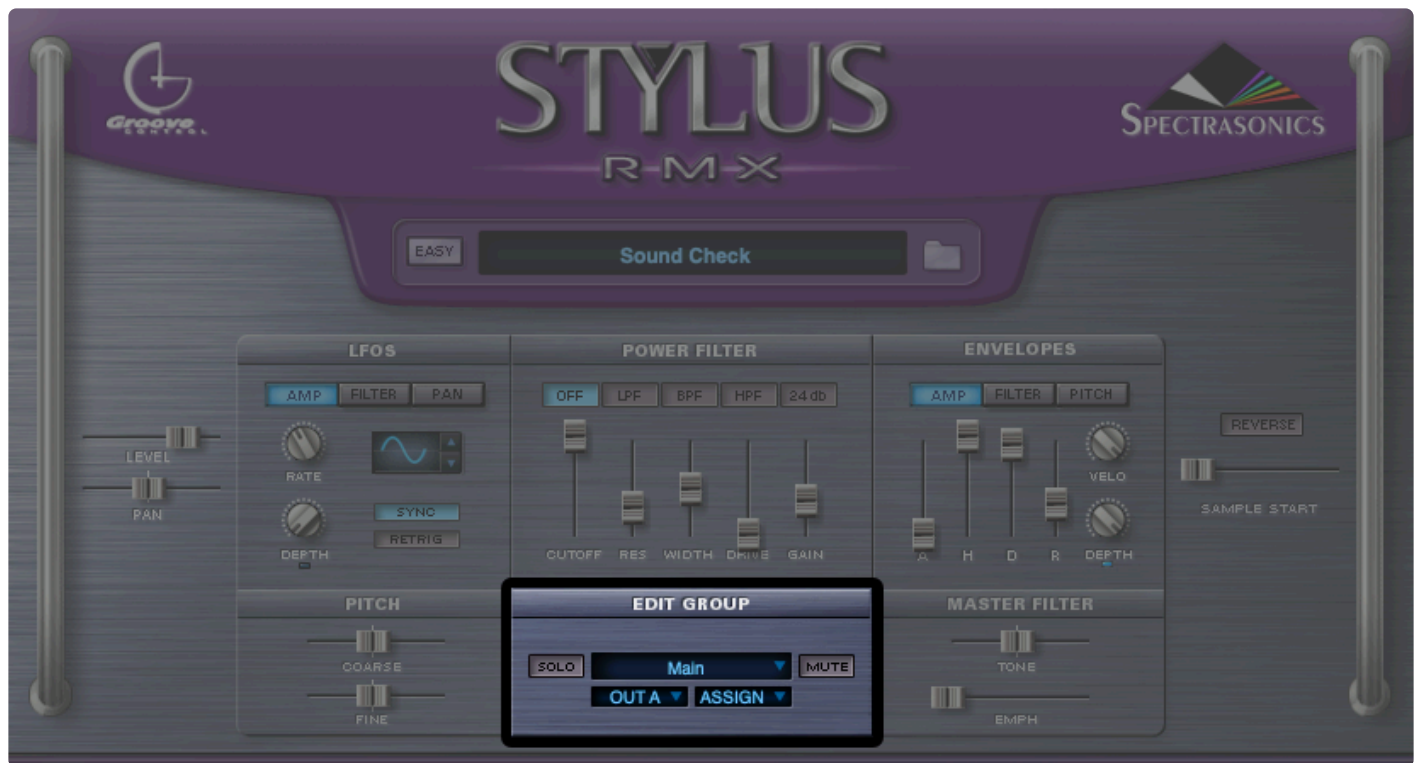 Groove
CONTROL
STYLUS
RMX
SPECTRASONICS
EASY
Sound Check
LFOS
AMP FILTER PAN
RATE
SYNC
RETRIG
DEPTH
POWER FILTER
OFF LPF BPF HPF 24 db
CUTOFF RES WIDTH DRIVE GAIN
ENVELOPES
AMP FILTER PITCH
VELO
A H D R DEPTH
LEVEL
PAN
REVERSE
SAMPLE START
PITCH
COARSE
FINE
EDIT GROUP
SOLO Main MUTE
OUT A ASSIGN
MASTER FILTER
TONE
EMPH